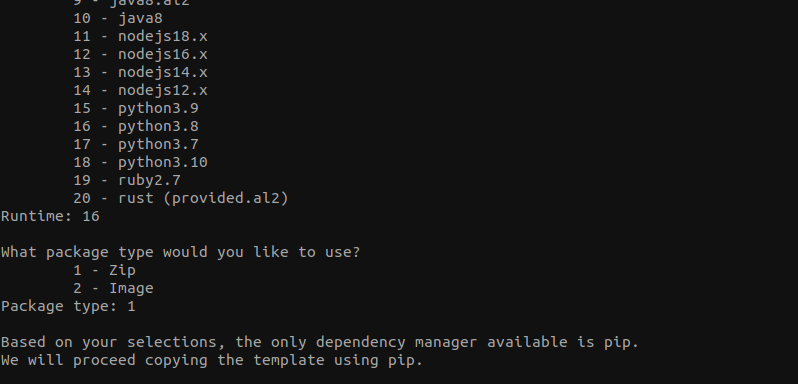 9 - java8.al2
10 - java8
11 - nodejs18.x
12 - nodejs16.x
13 - nodejs14.x
14 - nodejs12.x
15 - python3.9
16 - python3.8
17 - python3.7
18 - python3.10
19 - ruby2.7
20 - rust (provided.al2)
Runtime: 16
What package type would you like to use?
1 - Zip
2 - Image
Package type: 1
Based on your selections, the only dependency manager available is pip.
We will proceed copying the template using pip.